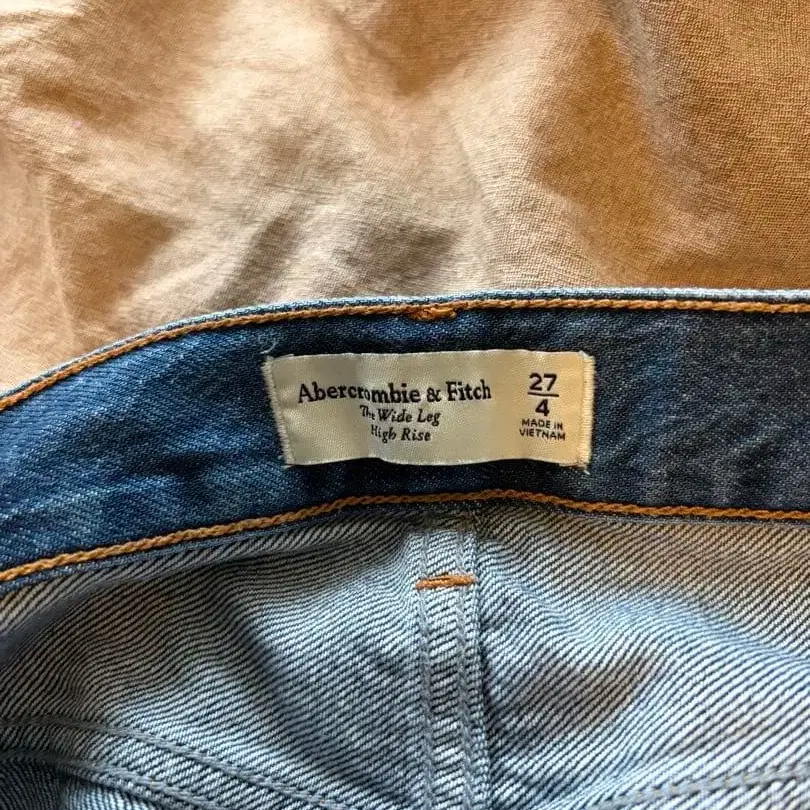 Abercrombie & Fitch
The Wide Leg
High Rise
27
4
MADE IN
VIETNAM